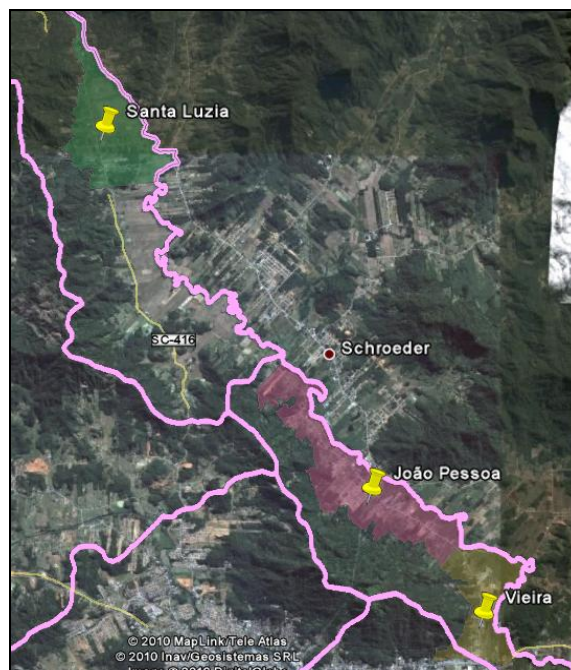 Santa Luzia
SC-416
Schroeder
João Pessoa
Vieira
© 2010 MapLink/Tele Atlas
© 2010 Inav/Geosistemas SRL